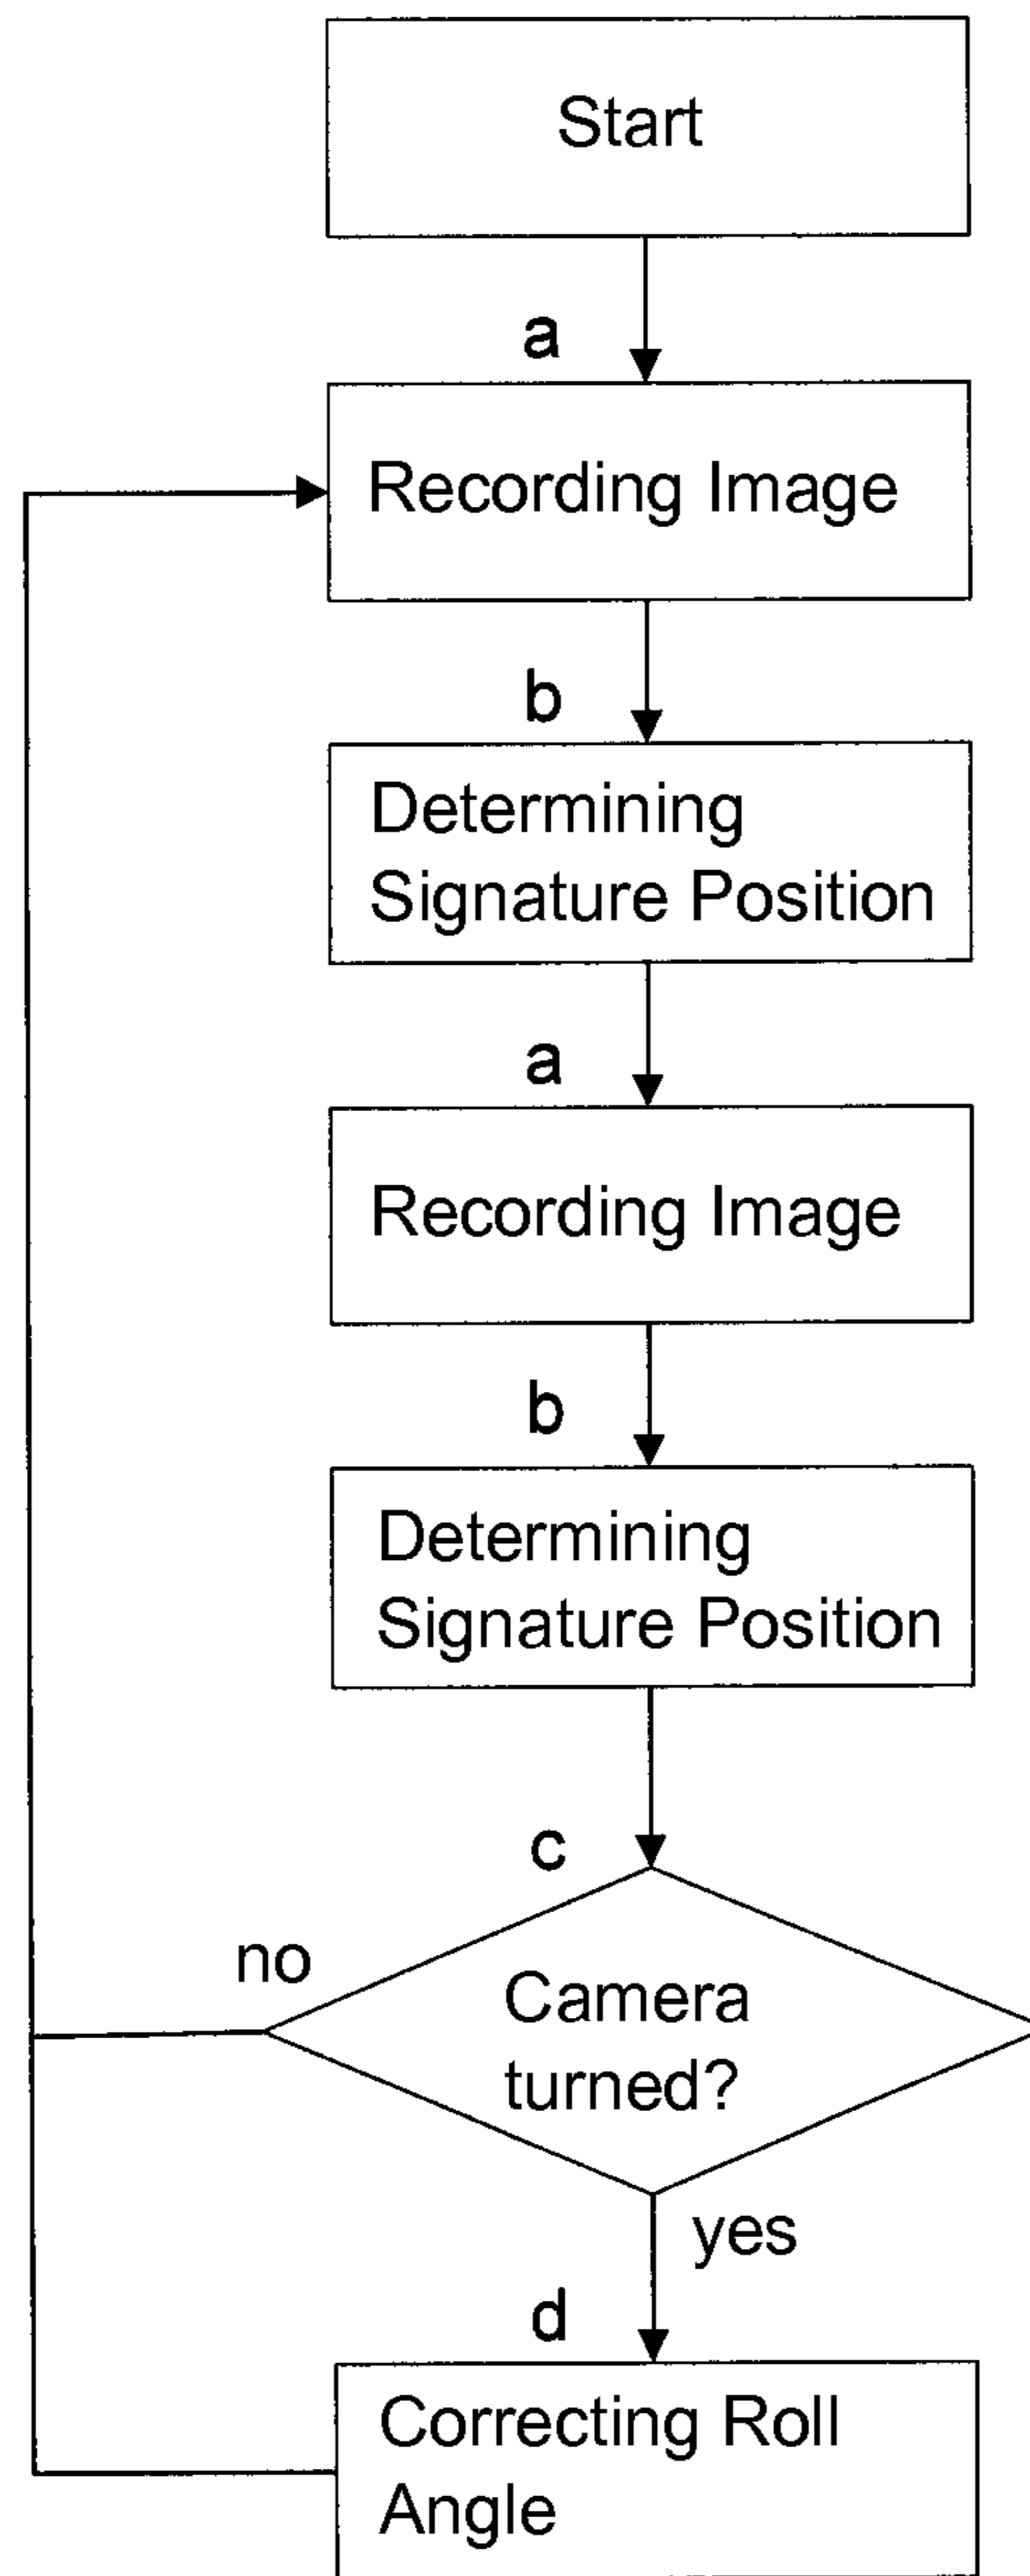 Start
a
Recording Image
b
Determining
Signature Position
a
Recording Image
b
Determining
Signature Position
c
no
Camera
turned?
yes
d
Correcting Roll
Angle